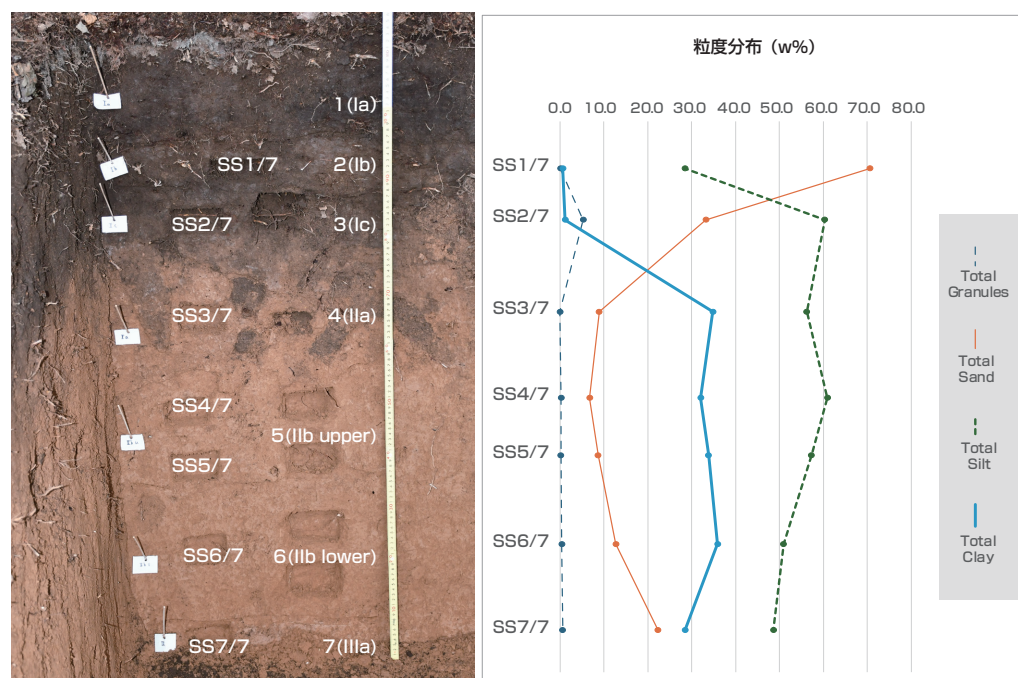 1(Ia)
SS1/7
2(Ib)
SS2/7
3(Ic)
SS3/7
4(IIa)
SS4/7
5(IIb upper)
SS5/7
SS6/7
6(IIb lower)
SS7/7
7(IIIa)
粒度分布（w％）
0.0 10.0 20.0 30.0 40.0 50.0 60.0 70.0 80.0
SS1/7
SS2/7
SS3/7
SS4/7
SS5/7
SS6/7
SS7/7
Total
Granules
Total
Sand
Total
Silt
Total
Clay